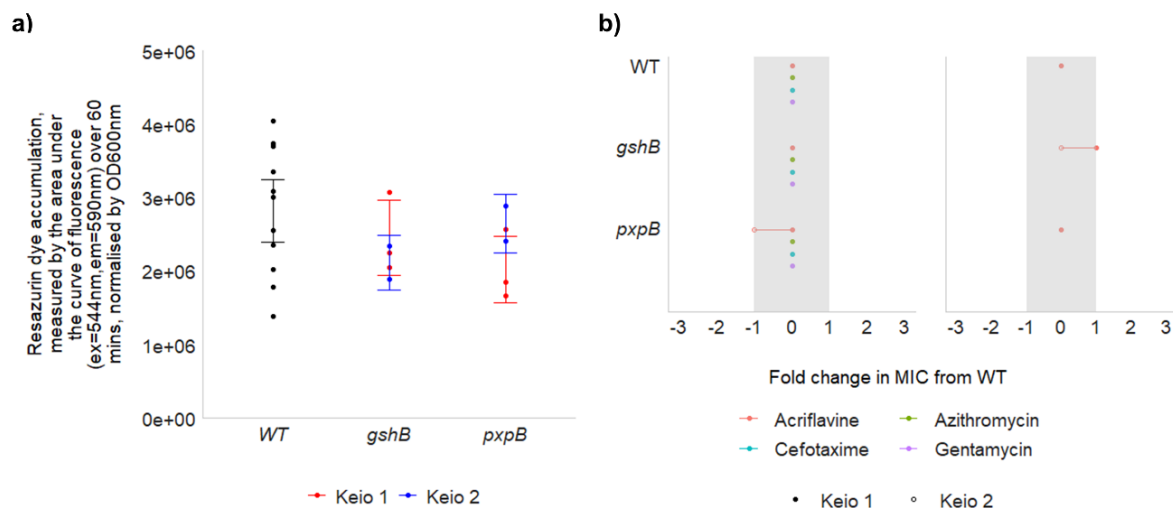 a)
Resazurin dye accumulation,
measured by the area under
the curve of fluorescence
(ex=544nm,em=590nm) over 60
mins, normalised by OD600nm
5e+06
4e+06
3e+06
2e+06
1e+06
0e+00
WT
gshB
pxpB
Keio 1
Keio 2
b)
WT
gshB
pxpB
-3 -2 -1 0 1 2 3
-3 -2 -1 0 1 2 3
Fold change in MIC from WT
Acriflavine
Azithromycin
Cefotaxime
Gentamycin
Keio 1
Keio 2